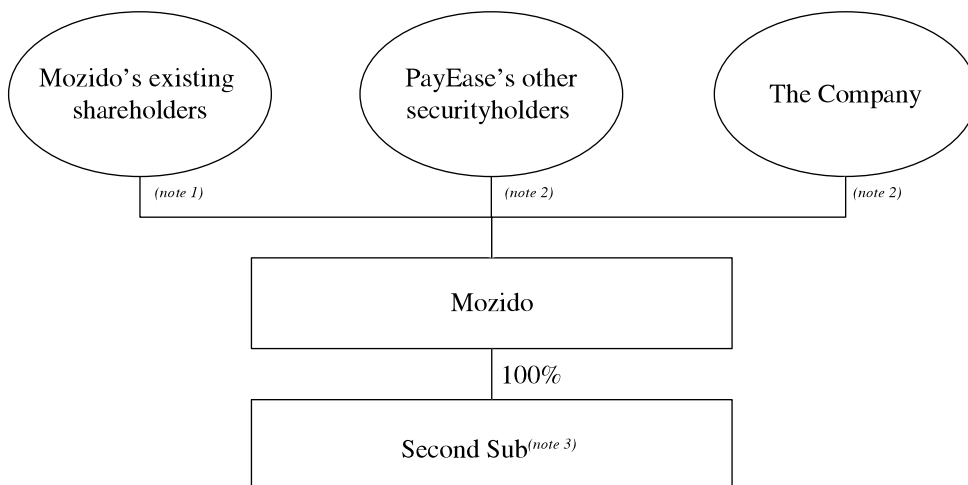 Mozido’s existing
shareholders
PayEase’s other
securityholders
The Company
(note 1)
(note 2)
(note 2)
Mozido
100%
Second Sub(note 3)